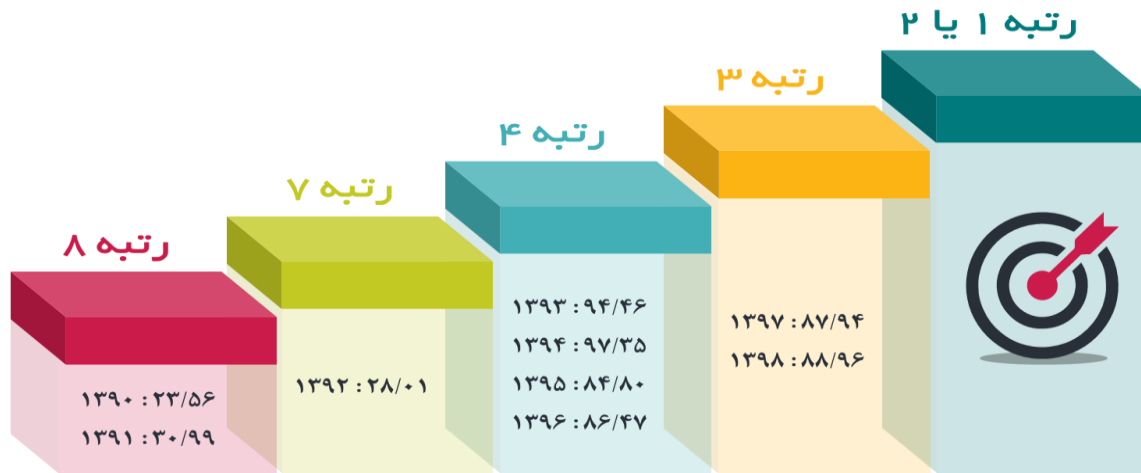 رتبه ۸
۱۳۹۰ : ۲۳/۵۶
۱۳۹۱ : ۳۰/۹۹
رتبه ۷
۱۳۹۲ : ۲۸/۰۱
رتبه ۴
۱۳۹۳ : ۹۴/۴۶
۱۳۹۴ : ۹۷/۳۵
۱۳۹۵ : ۸۴/۸۰
۱۳۹۶ : ۸۶/۴۷
رتبه ۳
۱۳۹۷ : ۸۷/۹۴
۱۳۹۸ : ۸۸/۹۶
رتبه ۱ یا ۲